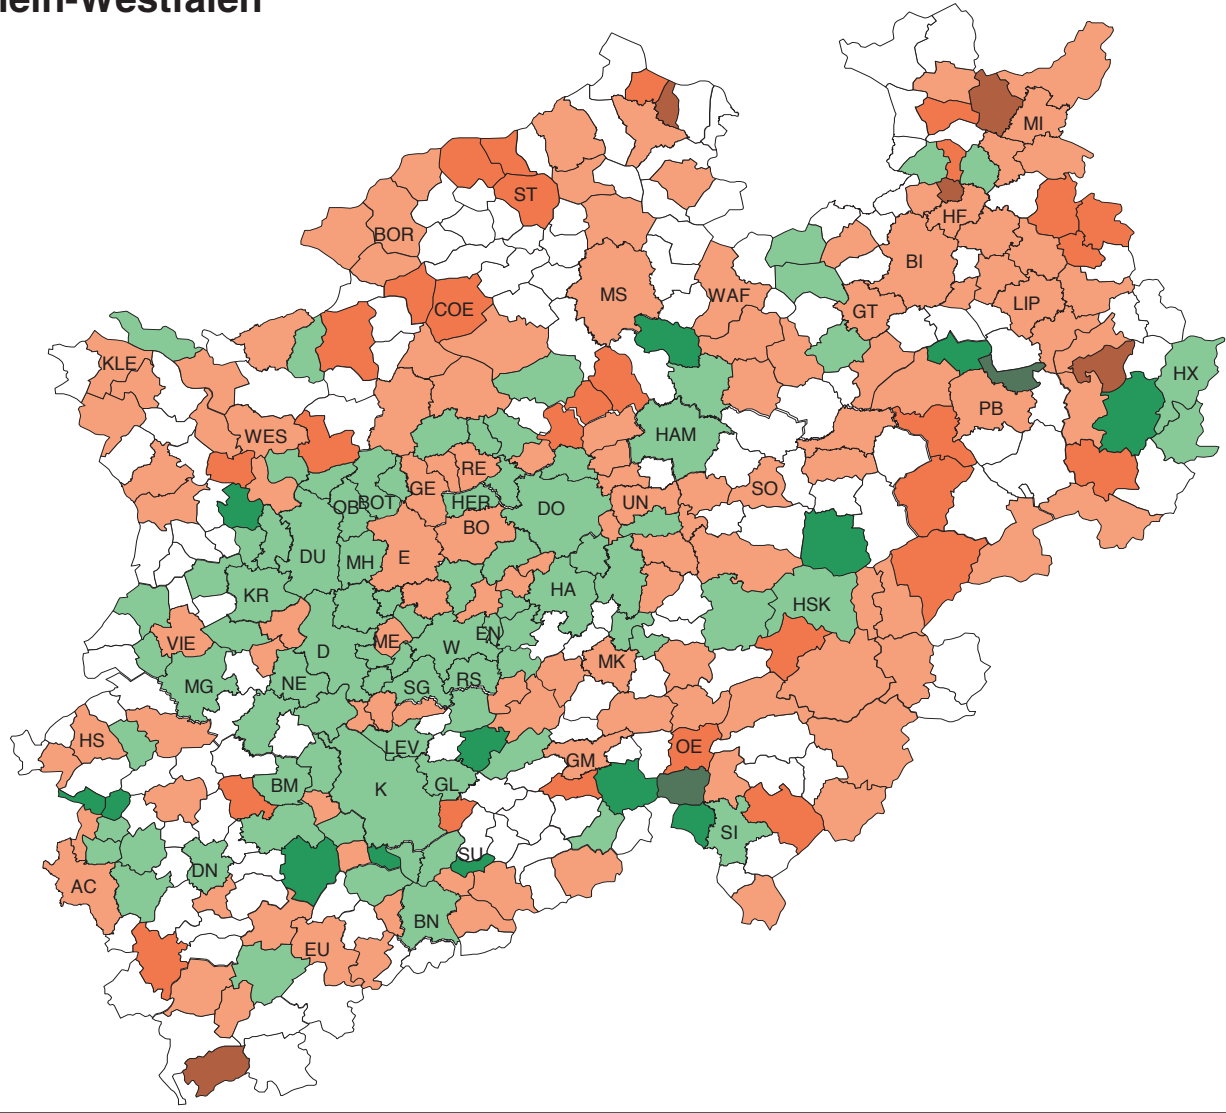 lein-Westfalen
MI
ST
HF
BOR
BI
MS
WAF
LIP
COE
GT
KLE
HX
PB
WES
HAM
RE
GE
SO
OB
BOT
HER
UN
DO
BO
DU
MH
E
HA
KR
HSK
EN
VIE
ME
W
D
MK
MG
NE
SG
RS
HS
LEV
OE
GM
BM
K
GL
SI
SU
DN
AC
BN
EU